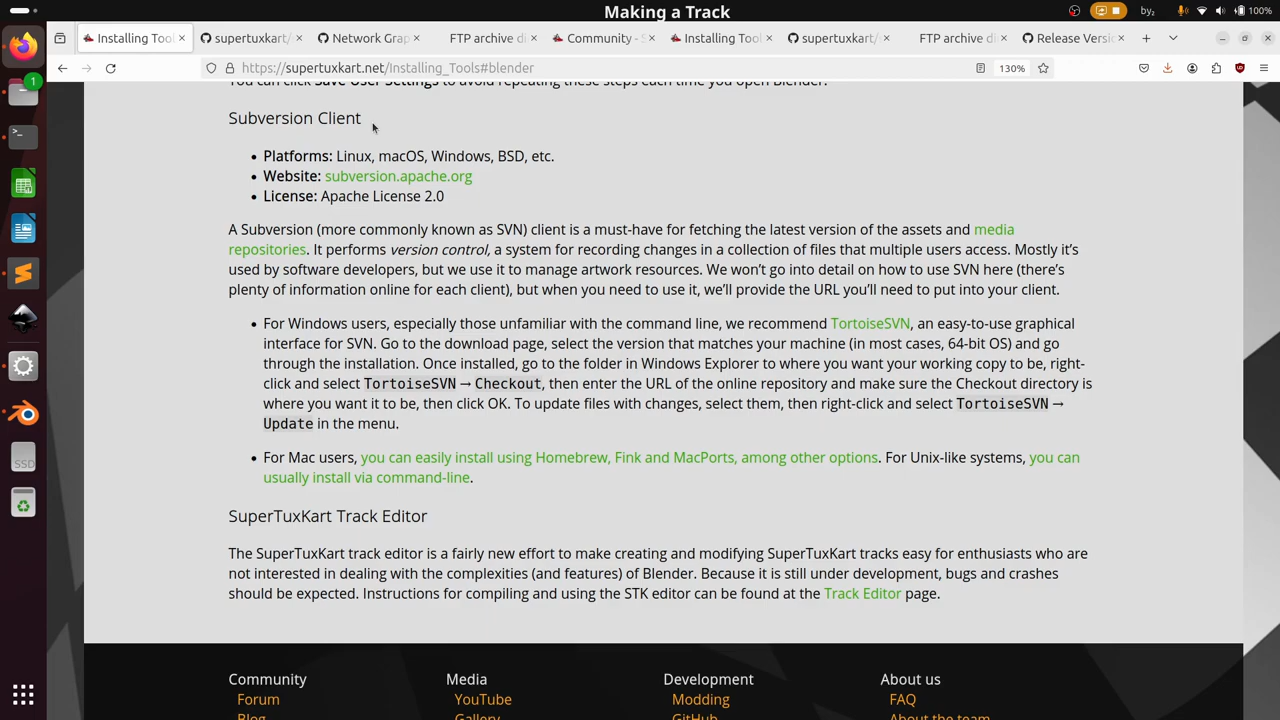 Making a Track
by₂
100%
Installing Tool
supertuxkart/
Network Grap
FTP archive di
Community - S
Installing Tool
supertuxkart/
FTP archive di
Release Versio
https://supertuxkart.net/Installing_Tools#blender
130%
You can click Save User Settings to avoid repeating these steps each time you open Blender.
Subversion Client
• Platforms: Linux, macOS, Windows, BSD, etc.
• Website: subversion.apache.org
• License: Apache License 2.0
A Subversion (more commonly known as SVN) client is a must-have for fetching the latest version of the assets and media
repositories. It performs version control, a system for recording changes in a collection of files that multiple users access. Mostly it's
used by software developers, but we use it to manage artwork resources. We won't go into detail on how to use SVN here (there's
plenty of information online for each client), but when you need to use it, we'll provide the URL you'll need to put into your client.
• For Windows users, especially those unfamiliar with the command line, we recommend TortoiseSVN, an easy-to-use graphical
interface for SVN. Go to the download page, select the version that matches your machine (in most cases, 64-bit OS) and go
through the installation. Once installed, go to the folder in Windows Explorer to where you want your working copy to be, right-
click and select TortoiseSVN → Checkout, then enter the URL of the online repository and make sure the Checkout directory is
where you want it to be, then click OK. To update files with changes, select them, then right-click and select TortoiseSVN →
Update in the menu.
• For Mac users, you can easily install using Homebrew, Fink and MacPorts, among other options. For Unix-like systems, you can
usually install via command-line.
SuperTuxKart Track Editor
The SuperTuxKart track editor is a fairly new effort to make creating and modifying SuperTuxKart tracks easy for enthusiasts who are
not interested in dealing with the complexities (and features) of Blender. Because it is still under development, bugs and crashes
should be expected. Instructions for compiling and using the STK editor can be found at the Track Editor page.
Community
Media
Development
About us
Forum
YouTube
Modding
FAQ
Blog
Gallery
GitHub
About the team
1
SSD